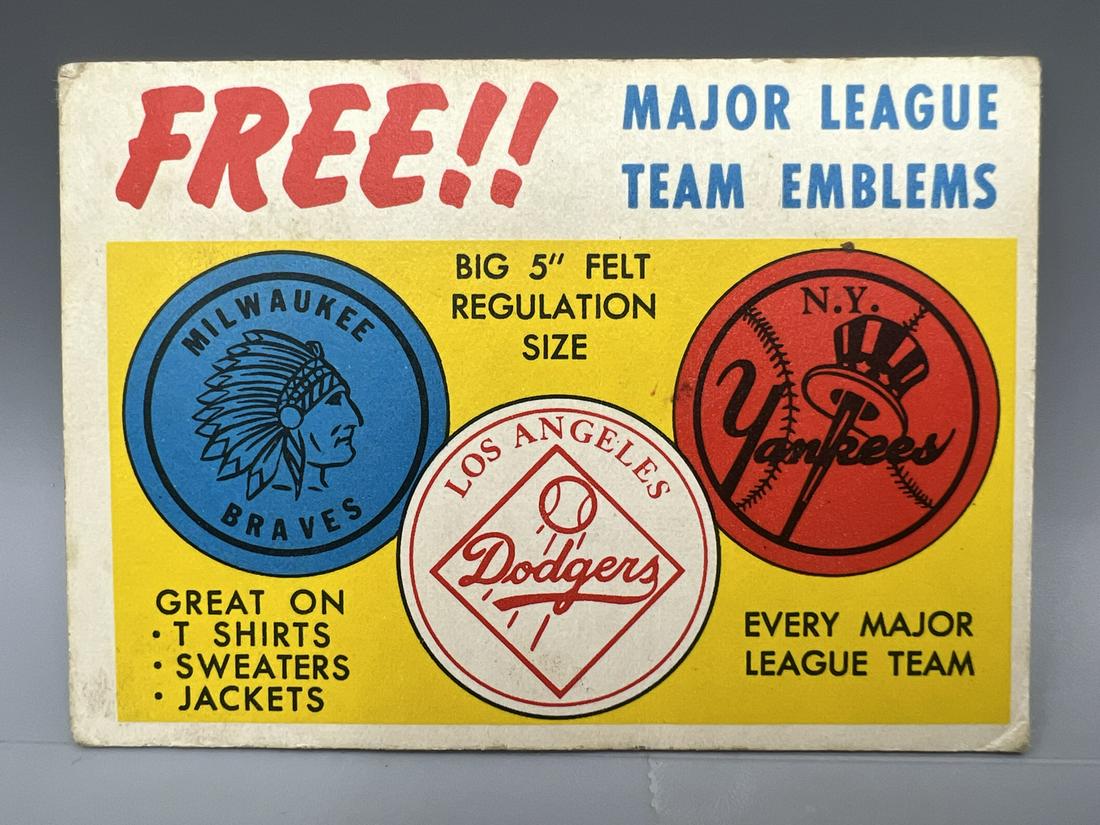 FREE!!
MAJOR LEAGUE
TEAM EMBLEMS
BIG 5" FELT
REGULATION
SIZE
MILWAUKEE
BRAVES
N.Y.
Yankees
LOS ANGELES
Dodgers
GREAT ON
• T SHIRTS
• SWEATERS
• JACKETS
EVERY MAJOR
LEAGUE TEAM